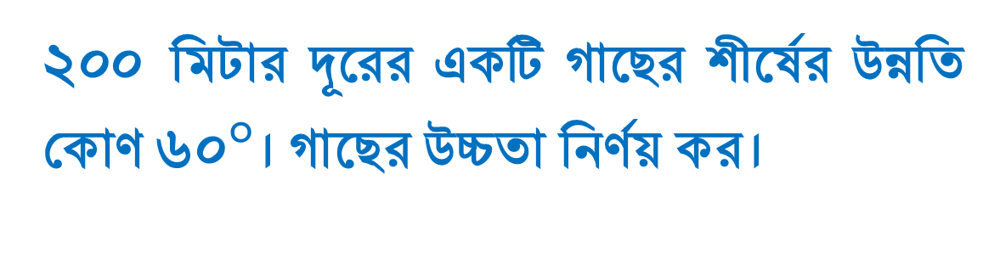 ২০০ মিটার দূরের একটি গাছের শীর্ষের উন্নতি
কোণ ৬০°। গাছের উচ্চতা নির্ণয় কর।